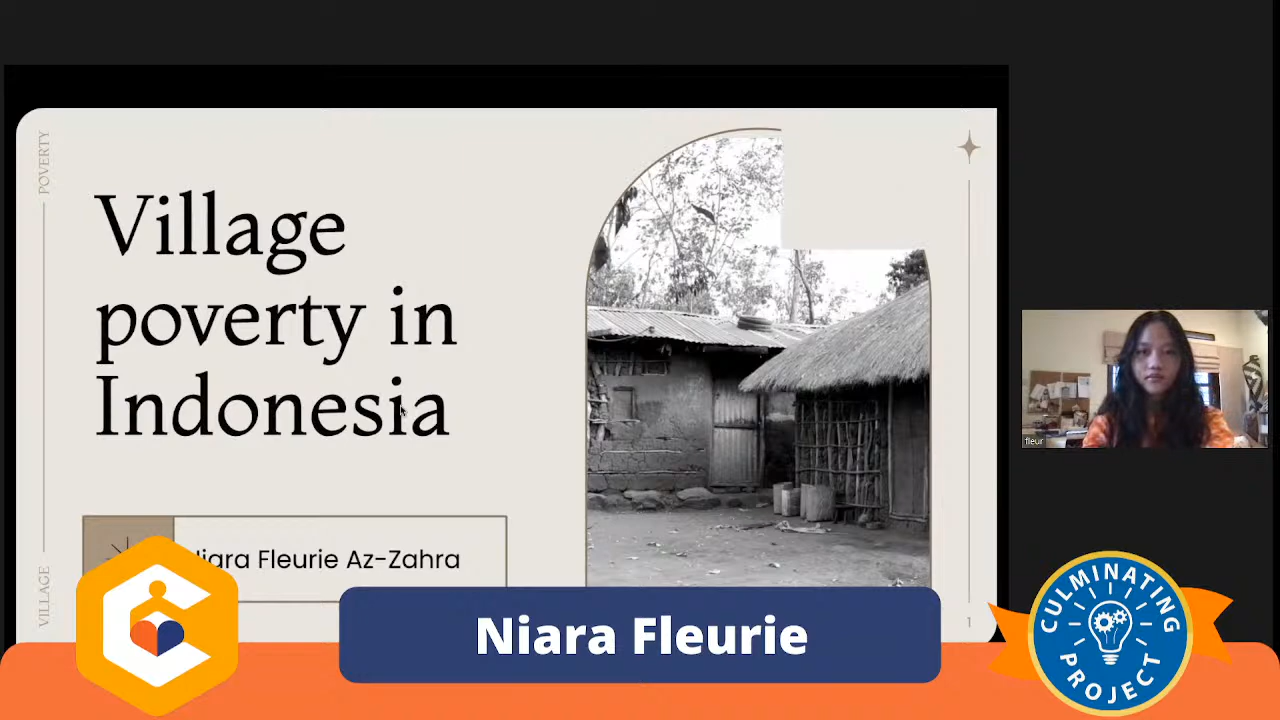 POVERTY
Village
poverty in
Indonesia
Niara Fleurie Az-Zahra
VILLAGE
1
fleur
Niara Fleurie
CULMINATING
PROJECT